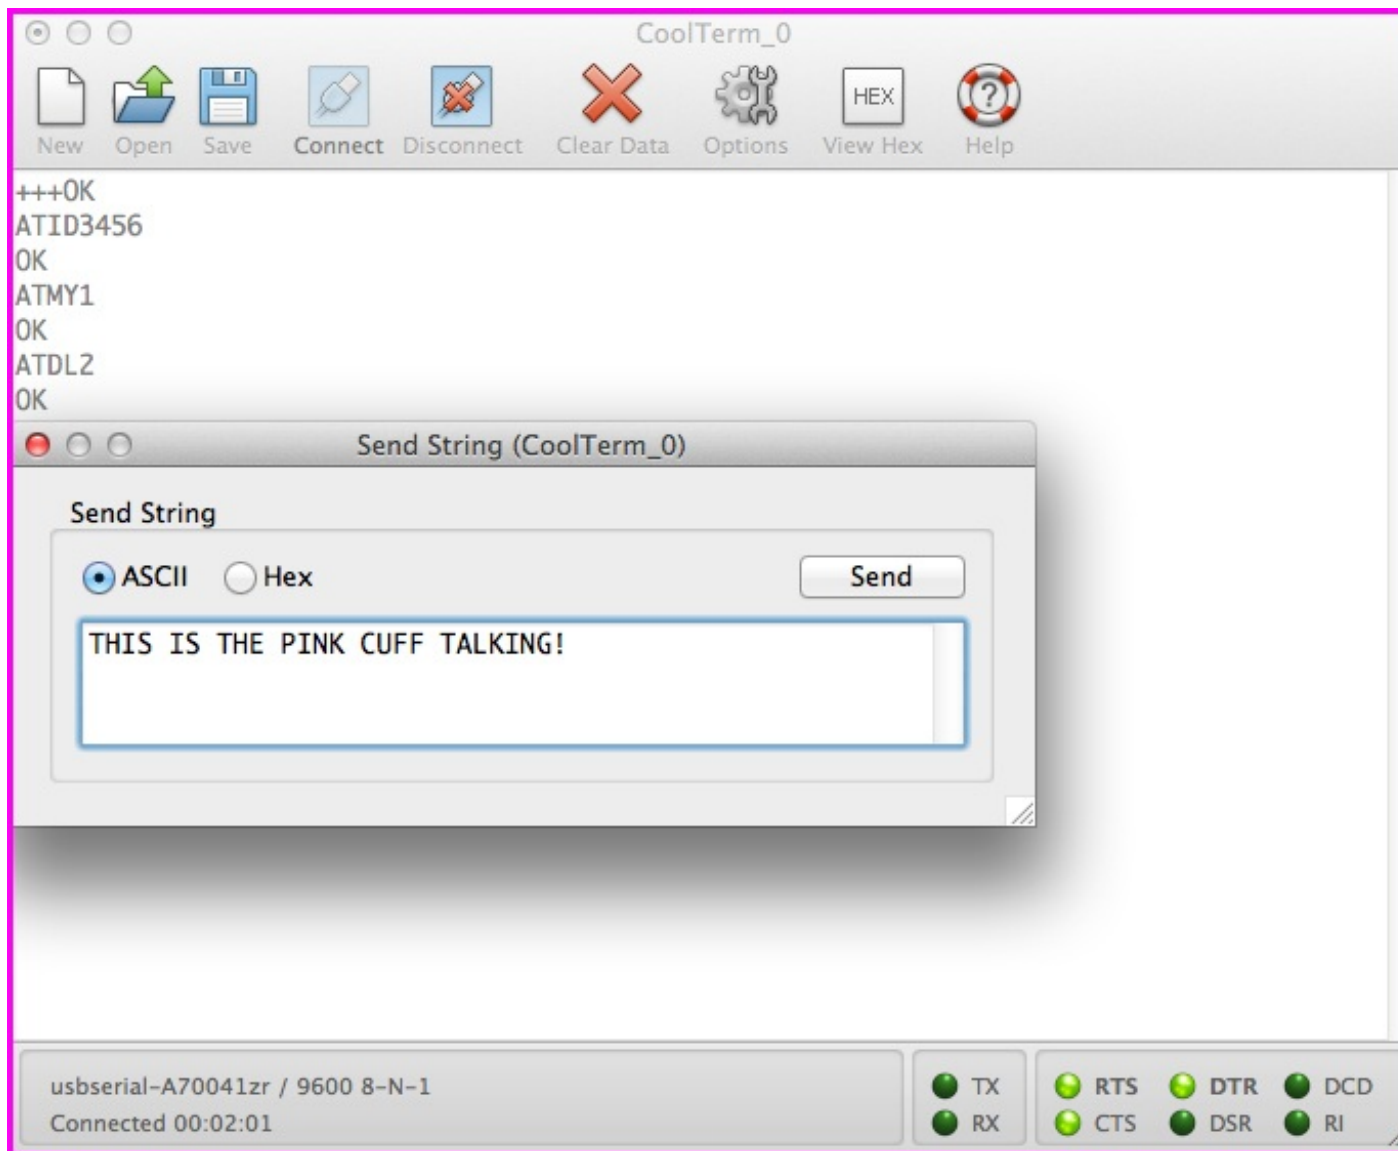 CoolTerm_0
New Open Save Connect Disconnect Clear Data Options HEX View Hex Help
+++OK
ATID3456
OK
ATMY1
OK
ATDL2
OK
Send String (CoolTerm_0)
Send String
ASCII Hex Send
THIS IS THE PINK CUFF TALKING!
usbserial-A70041zr / 9600 8-N-1
Connected 00:02:01
TX RTS DTR DCD
RX CTS DSR RI